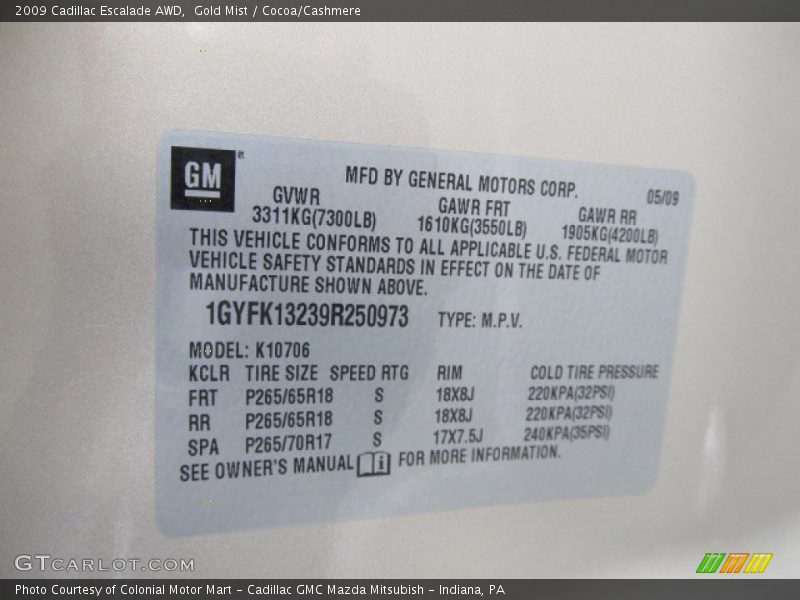 2009 Cadillac Escalade AWD,  Gold Mist / Cocoa/Cashmere
GM®
MFD BY GENERAL MOTORS CORP. 05/09
GVWR GAWR FRT GAWR RR
3311KG(7300LB) 1610KG(3550LB) 1905KG(4200LB)
THIS VEHICLE CONFORMS TO ALL APPLICABLE U.S. FEDERAL MOTOR
VEHICLE SAFETY STANDARDS IN EFFECT ON THE DATE OF
MANUFACTURE SHOWN ABOVE.
1GYFK13239R250973 TYPE: M.P.V.
MODEL: K10706
KCLR TIRE SIZE SPEED RTG RIM COLD TIRE PRESSURE
FRT P265/65R18 S 18X8J 220KPA(32PSI)
RR P265/65R18 S 18X8J 220KPA(32PSI)
SPA P265/70R17 S 17X7.5J 240KPA(35PSI)
SEE OWNER'S MANUAL i FOR MORE INFORMATION.
GTCARLOT.COM
Photo Courtesy of Colonial Motor Mart - Cadillac GMC Mazda Mitsubish - Indiana, PA